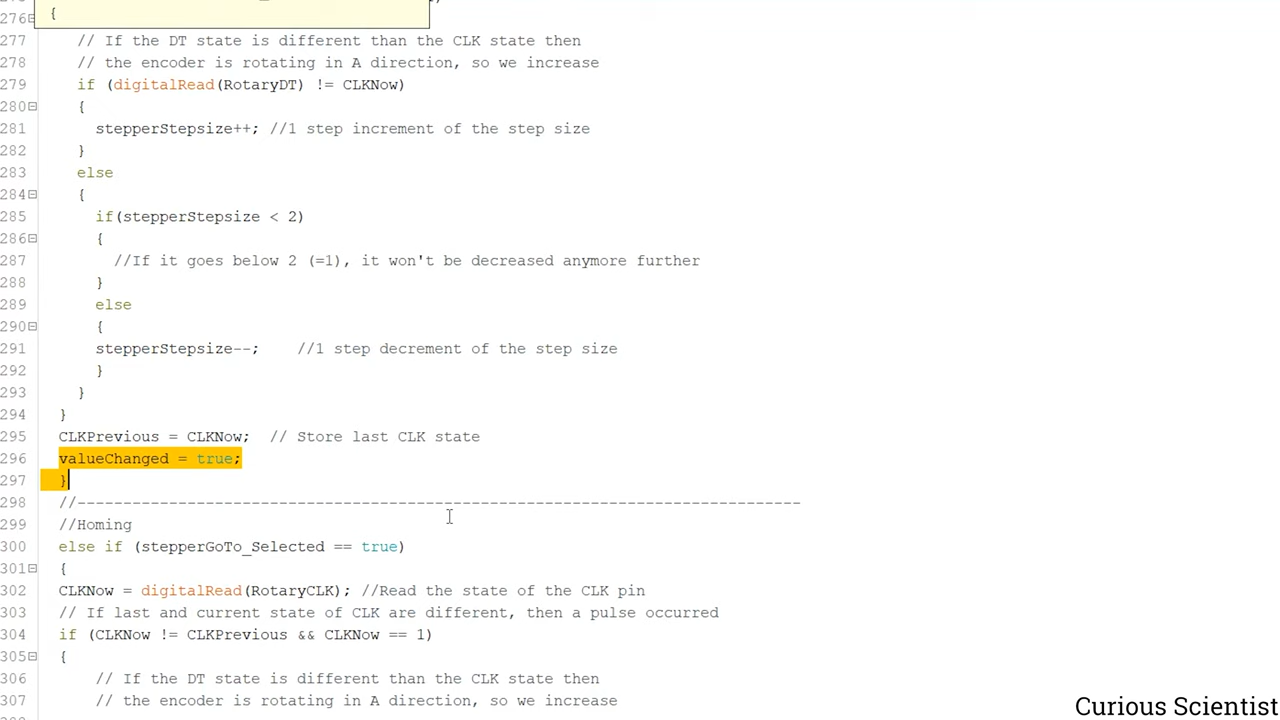 {
276
277 // If the DT state is different than the CLK state then
278 // the encoder is rotating in A direction, so we increase
279 if (digitalRead(RotaryDT) != CLKNow)
280 {
281 stepperStepsize++; //1 step increment of the step size
282 }
283 else
284 {
285 if(stepperStepsize < 2)
286 {
287 //If it goes below 2 (=1), it won't be decreased anymore further
288 }
289 else
290 {
291 stepperStepsize--; //1 step decrement of the step size
292 }
293 }
294 }
295 CLKPrevious = CLKNow; // Store last CLK state
296 valueChanged = true;
297 }
298 //-------------------------------------------------------------------------------
299 //Homing
300 else if (stepperGoTo_Selected == true)
301 {
302 CLKNow = digitalRead(RotaryCLK); //Read the state of the CLK pin
303 // If last and current state of CLK are different, then a pulse occurred
304 if (CLKNow != CLKPrevious && CLKNow == 1)
305 {
306 // If the DT state is different than the CLK state then
307 // the encoder is rotating in A direction, so we increase
Curious Scientist